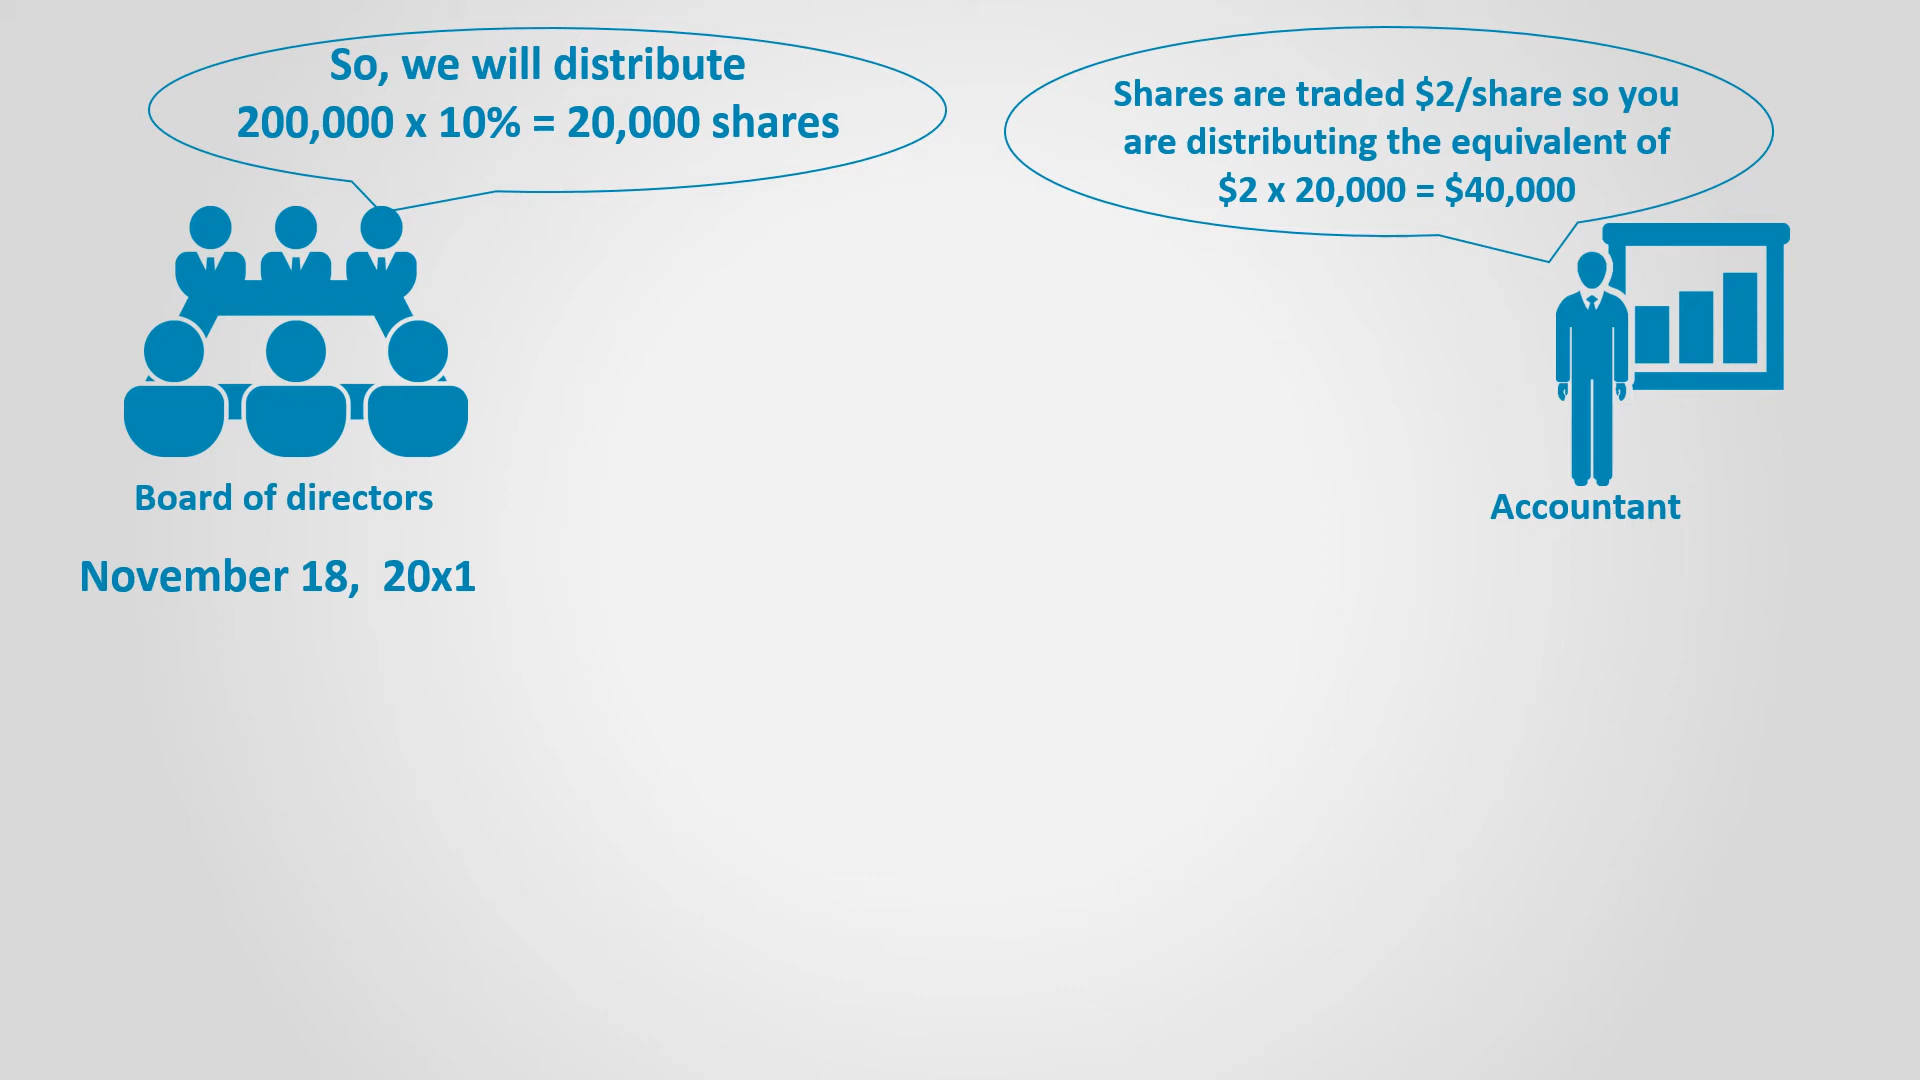 So, we will distribute
200,000 x 10% = 20,000 shares
Shares are traded $2/share so you
are distributing the equivalent of
$2 x 20,000 = $40,000
Board of directors
Accountant
November 18, 20x1